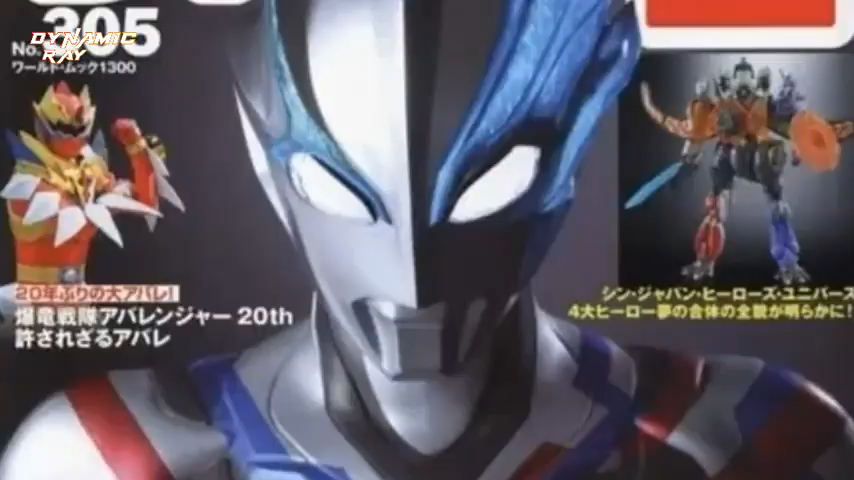 No.305
DYNAMIC
RAY
ワールド・ムック1300
20年ぶりの大アバレ!
爆竜戦隊アバレンジャー 20th
許されざるアバレ
シン・ジャパン・ヒーローズ・ユニバース
4大ヒーロー夢の合体の全貌が明らかに!